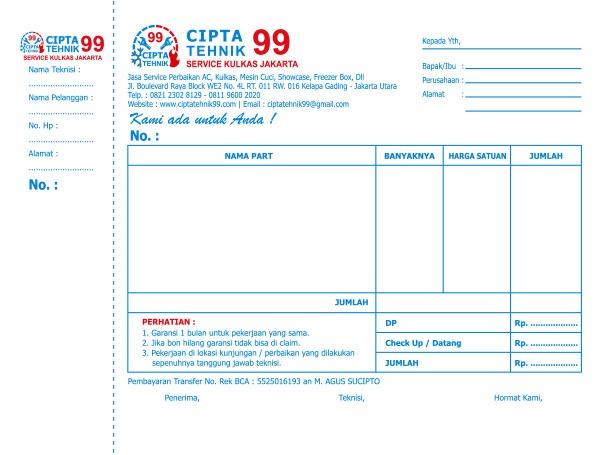 CIPTA TEHNIK 99
SERVICE KULKAS JAKARTA
Nama Teknisi :
...........................
Nama Pelanggan :
...........................
No. Hp :
...........................
Alamat :
...........................
No. :
99
CIPTA TEHNIK
CIPTA TEHNIK 99
SERVICE KULKAS JAKARTA
Jasa Service Perbaikan AC, Kulkas, Mesin Cuci, Showcase, Freezer Box, Dll
Jl. Boulevard Raya Block WE2 No. 4L RT. 011 RW. 016 Kelapa Gading - Jakarta Utara
Telp. : 0821 2302 8129 - 0811 9600 2020
Website : www.ciptatehnik99.com | Email : ciptatehnik99@gmail.com
Kami ada untuk Anda !
No. :
Kepada Yth,
Bapak/Ibu :
Perusahaan :
Alamat :
NAMA PART BANYAKNYA HARGA SATUAN JUMLAH
JUMLAH
PERHATIAN :
1. Garansi 1 bulan untuk pekerjaan yang sama.
2. Jika bon hilang garansi tidak bisa di claim.
3. Pekerjaan di lokasi kunjungan / perbaikan yang dilakukan
sepenuhnya tanggung jawab teknisi.
DP Rp. ...................
Check Up / Datang Rp. ...................
JUMLAH Rp. ...................
Pembayaran Transfer No. Rek BCA : 5525016193 an M. AGUS SUCIPTO
Penerima, Teknisi, Hormat Kami,